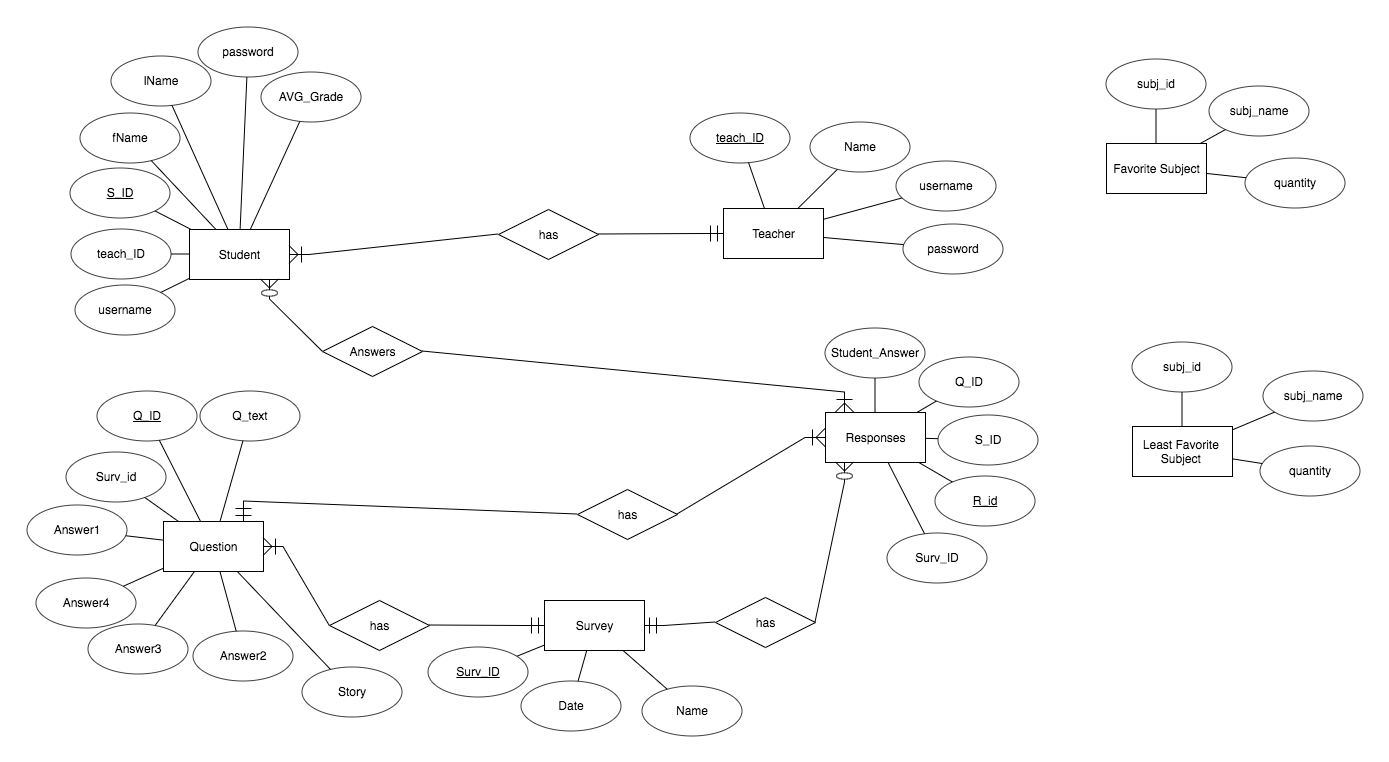 password
lName
AVG_Grade
fName
S_ID
teach_ID
username
Student
has
teach_ID
Name
username
password
Teacher
subj_id
subj_name
quantity
Favorite Subject
Answers
Student_Answer
Q_ID
S_ID
R_id
Surv_ID
Responses
subj_id
subj_name
quantity
Least Favorite
Subject
Q_ID
Q_text
Surv_id
Answer1
Answer4
Answer3
Answer2
Story
Question
has
has
Survey
has
Surv_ID
Date
Name